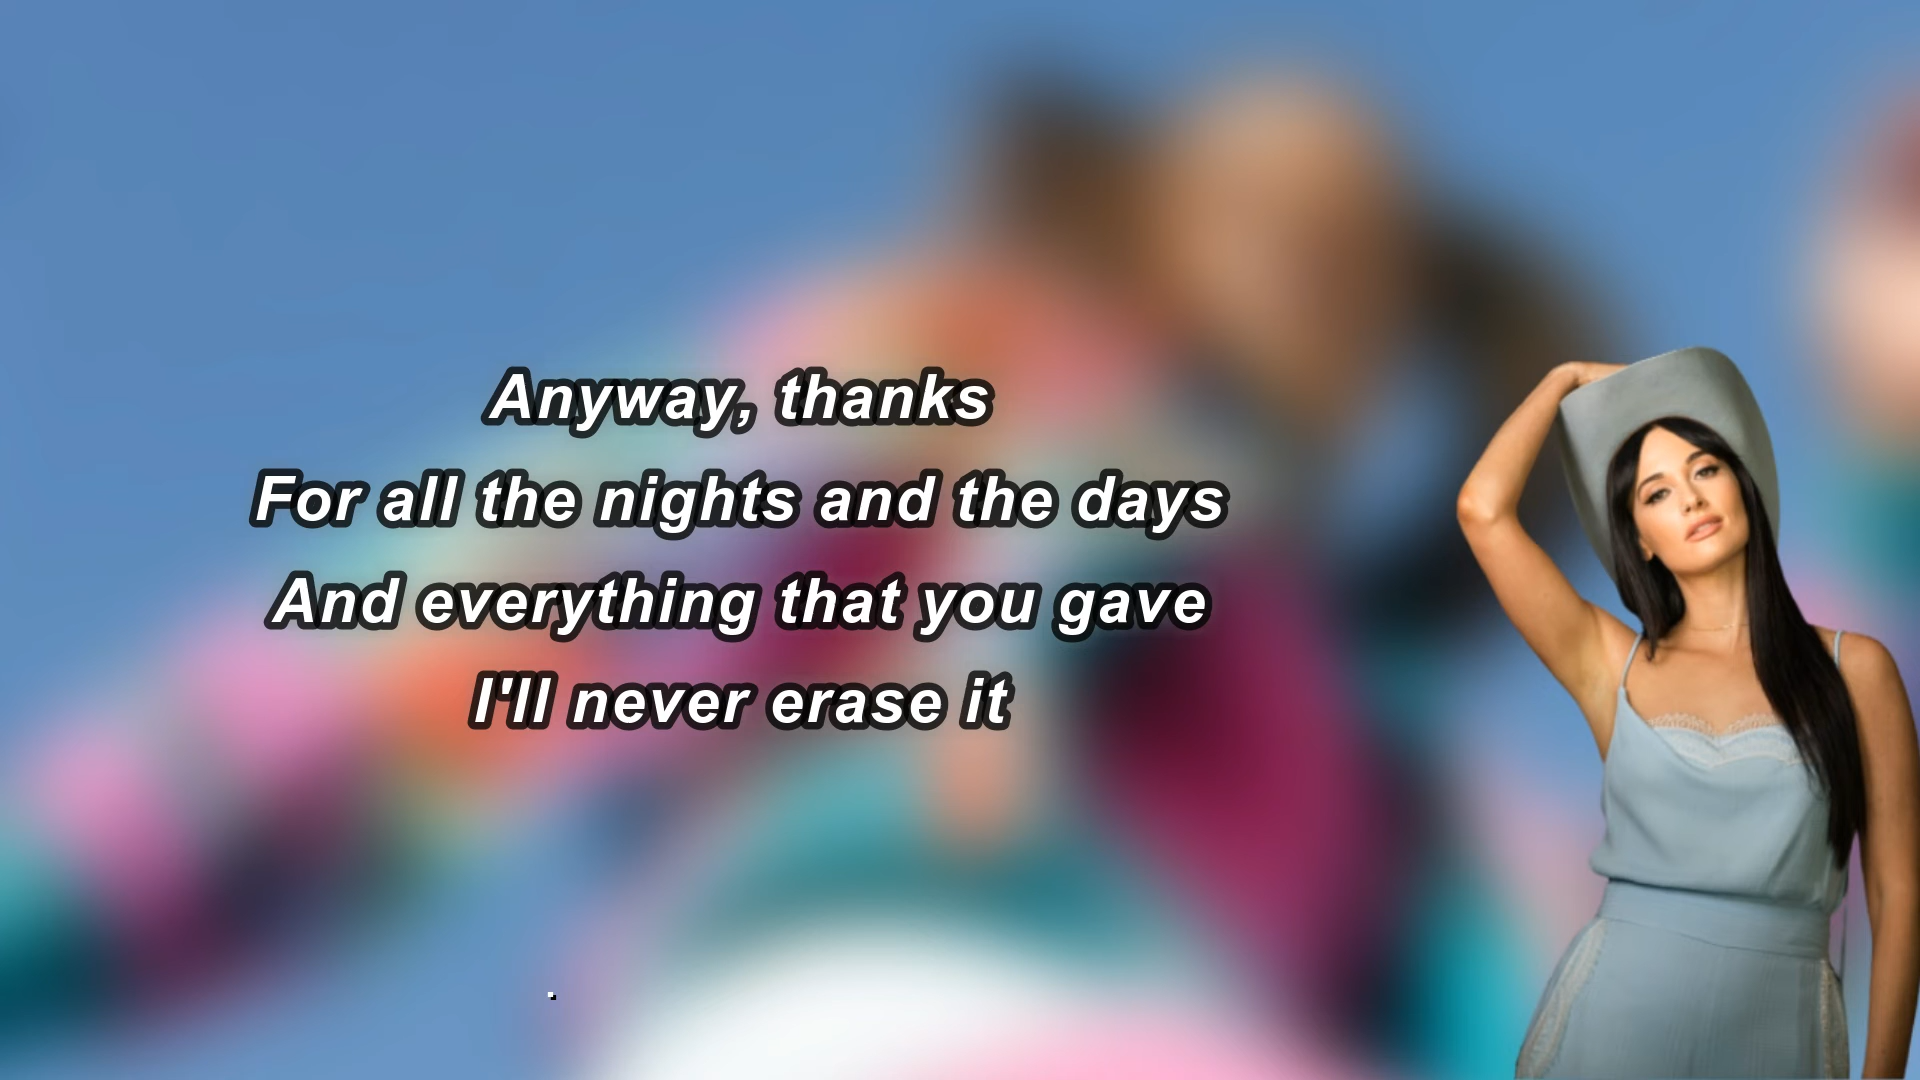 Anyway, thanks
For all the nights and the days
And everything that you gave
I'll never erase it